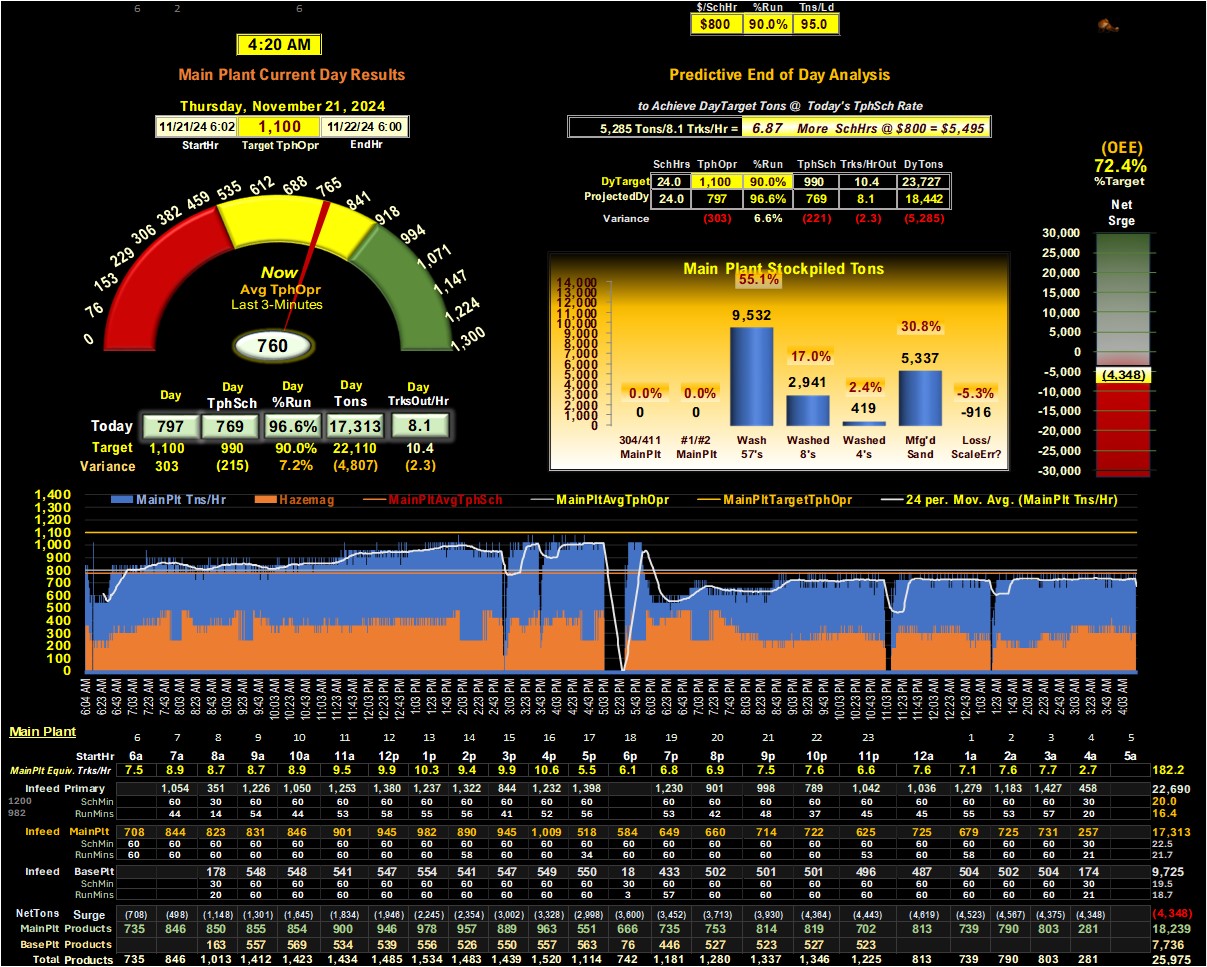 6 2 6
$/SchHr %Run Tns/Ld
$800 90.0% 95.0
4:20 AM
Main Plant Current Day Results
Predictive End of Day Analysis
Thursday, November 21, 2024
to Achieve DayTarget Tons @ Today's TphSch Rate
11/21/24 6:02 1,100 11/22/24 6:00
StartHr Target TphOpr EndHr
5,285 Tons/8.1 Trks/Hr = 6.87 More SchHrs @ $800 = $5,495
(OEE)
72.4%
%Target
SchHrs TphOpr %Run TphSch Trks/HrOut DyTons
DyTarget 24.0 1,100 90.0% 990 10.4 23,727
ProjectedDy 24.0 797 96.6% 769 8.1 18,442
Variance (303) 6.6% (221) (2.3) (5,285)
Net
Srge
30,000
25,000
20,000
15,000
10,000
5,000
0
-5,000
(4,348)
-10,000
-15,000
-20,000
-25,000
-30,000
0
76
153
229
306
382
459
535
612
688
765
841
918
994
1,071
1,147
1,224
1,300
Now
Avg TphOpr
Last 3-Minutes
760
Main Plant Stockpiled Tons
14,000
13,000
12,000
11,000
10,000
9,000
8,000
7,000
6,000
5,000
4,000
3,000
2,000
1,000
0
0.0% 0.0% 55.1% 17.0% 2.4% 30.8% -5.3%
0 0 9,532 2,941 419 5,337 -916
304/411 #1/#2 Wash Washed Washed Mfg'd Loss/
MainPlt MainPlt 57's 8's 4's Sand ScaleErr?
Day Day TphSch Day %Run Day Tons Day TrksOut/Hr
Today 797 769 96.6% 17,313 8.1
Target 1,100 990 90.0% 22,110 10.4
Variance 303 (215) 7.2% (4,807) (2.3)
MainPlt Tns/Hr Hazemag MainPltAvgTphSch MainPltAvgTphOpr MainPltTargetTphOpr 24 per. Mov. Avg. (MainPlt Tns/Hr)
1,400
1,300
1,200
1,100
1,000
900
800
700
600
500
400
300
200
100
0
6:04 AM 6:23 AM 6:43 AM 7:03 AM 7:23 AM 7:43 AM 8:03 AM 8:23 AM 8:43 AM 9:03 AM 9:23 AM 9:43 AM 10:03 AM 10:23 AM 10:43 AM 11:03 AM 11:23 AM 11:43 AM 12:03 PM 12:23 PM 12:43 PM 1:03 PM 1:23 PM 1:43 PM 2:03 PM 2:23 PM 2:43 PM 3:03 PM 3:23 PM 3:43 PM 4:03 PM 4:23 PM 4:43 PM 5:03 PM 5:23 PM 5:43 PM 6:03 PM 6:23 PM 6:43 PM 7:03 PM 7:23 PM 7:43 PM 8:03 PM 8:23 PM 8:43 PM 9:03 PM 9:23 PM 9:43 PM 10:03 PM 10:23 PM 10:43 PM 11:03 PM 11:23 PM 11:43 PM 12:03 AM 12:23 AM 12:43 AM 1:03 AM 1:23 AM 1:43 AM 2:03 AM 2:23 AM 2:43 AM 3:03 AM 3:23 AM 3:43 AM 4:03 AM
Main Plant
6 7 8 9 10 11 12 13 14 15 16 17 18 19 20 21 22 23 1 2 3 4 5
StartHr 6a 7a 8a 9a 10a 11a 12p 1p 2p 3p 4p 5p 6p 7p 8p 9p 10p 11p 12a 1a 2a 3a 4a 5a
MainPlt Equiv. Trks/Hr 7.5 8.9 8.7 8.7 8.9 9.5 9.9 10.3 9.4 9.9 10.6 5.5 6.1 6.8 6.9 7.5 7.6 6.6 7.6 7.1 7.6 7.7 2.7 182.2
Infeed Primary 1,054 351 1,226 1,050 1,253 1,380 1,237 1,322 844 1,232 1,398 1,230 901 998 789 1,042 1,036 1,279 1,183 1,427 458 22,690
1200 SchMin 60 30 60 60 60 60 60 60 60 60 60 60 60 60 60 60 60 60 60 60 30 20.0
982 RunMins 44 14 54 44 53 58 55 56 41 52 56 53 42 48 37 45 45 55 53 57 20 16.4
Infeed MainPlt 708 844 823 831 846 901 945 982 890 945 1,009 518 584 649 660 714 722 625 725 679 725 731 257 17,313
SchMin 60 60 60 60 60 60 60 60 60 60 60 60 60 60 60 60 60 60 60 60 60 60 30 22.5
RunMins 60 60 60 60 60 60 60 60 58 60 60 34 60 60 60 60 60 53 60 58 60 60 21 21.7
Infeed BasePlt 178 548 548 541 547 554 541 547 549 550 18 433 502 501 501 496 487 504 502 504 174 9,725
SchMin 30 60 60 60 60 60 60 60 60 60 30 60 60 60 60 60 60 60 60 60 30 19.5
RunMins 20 60 60 60 60 60 60 60 60 60 3 57 60 60 60 60 60 60 60 60 21 18.7
NetTons Surge (708) (498) (1,148) (1,301) (1,645) (1,834) (1,946) (2,245) (2,354) (3,002) (3,328) (2,998) (3,600) (3,452) (3,713) (3,930) (4,364) (4,443) (4,619) (4,523) (4,567) (4,375) (4,348) (4,348)
MainPlt Products 735 846 850 855 854 900 946 978 957 889 963 551 666 735 753 814 819 702 813 739 790 803 281 18,239
BasePlt Products 163 557 569 534 539 556 526 550 557 563 76 446 527 523 527 523 7,736
Total Products 735 846 1,013 1,412 1,423 1,434 1,485 1,534 1,483 1,439 1,520 1,114 742 1,181 1,280 1,337 1,346 1,225 813 739 790 803 281 25,975